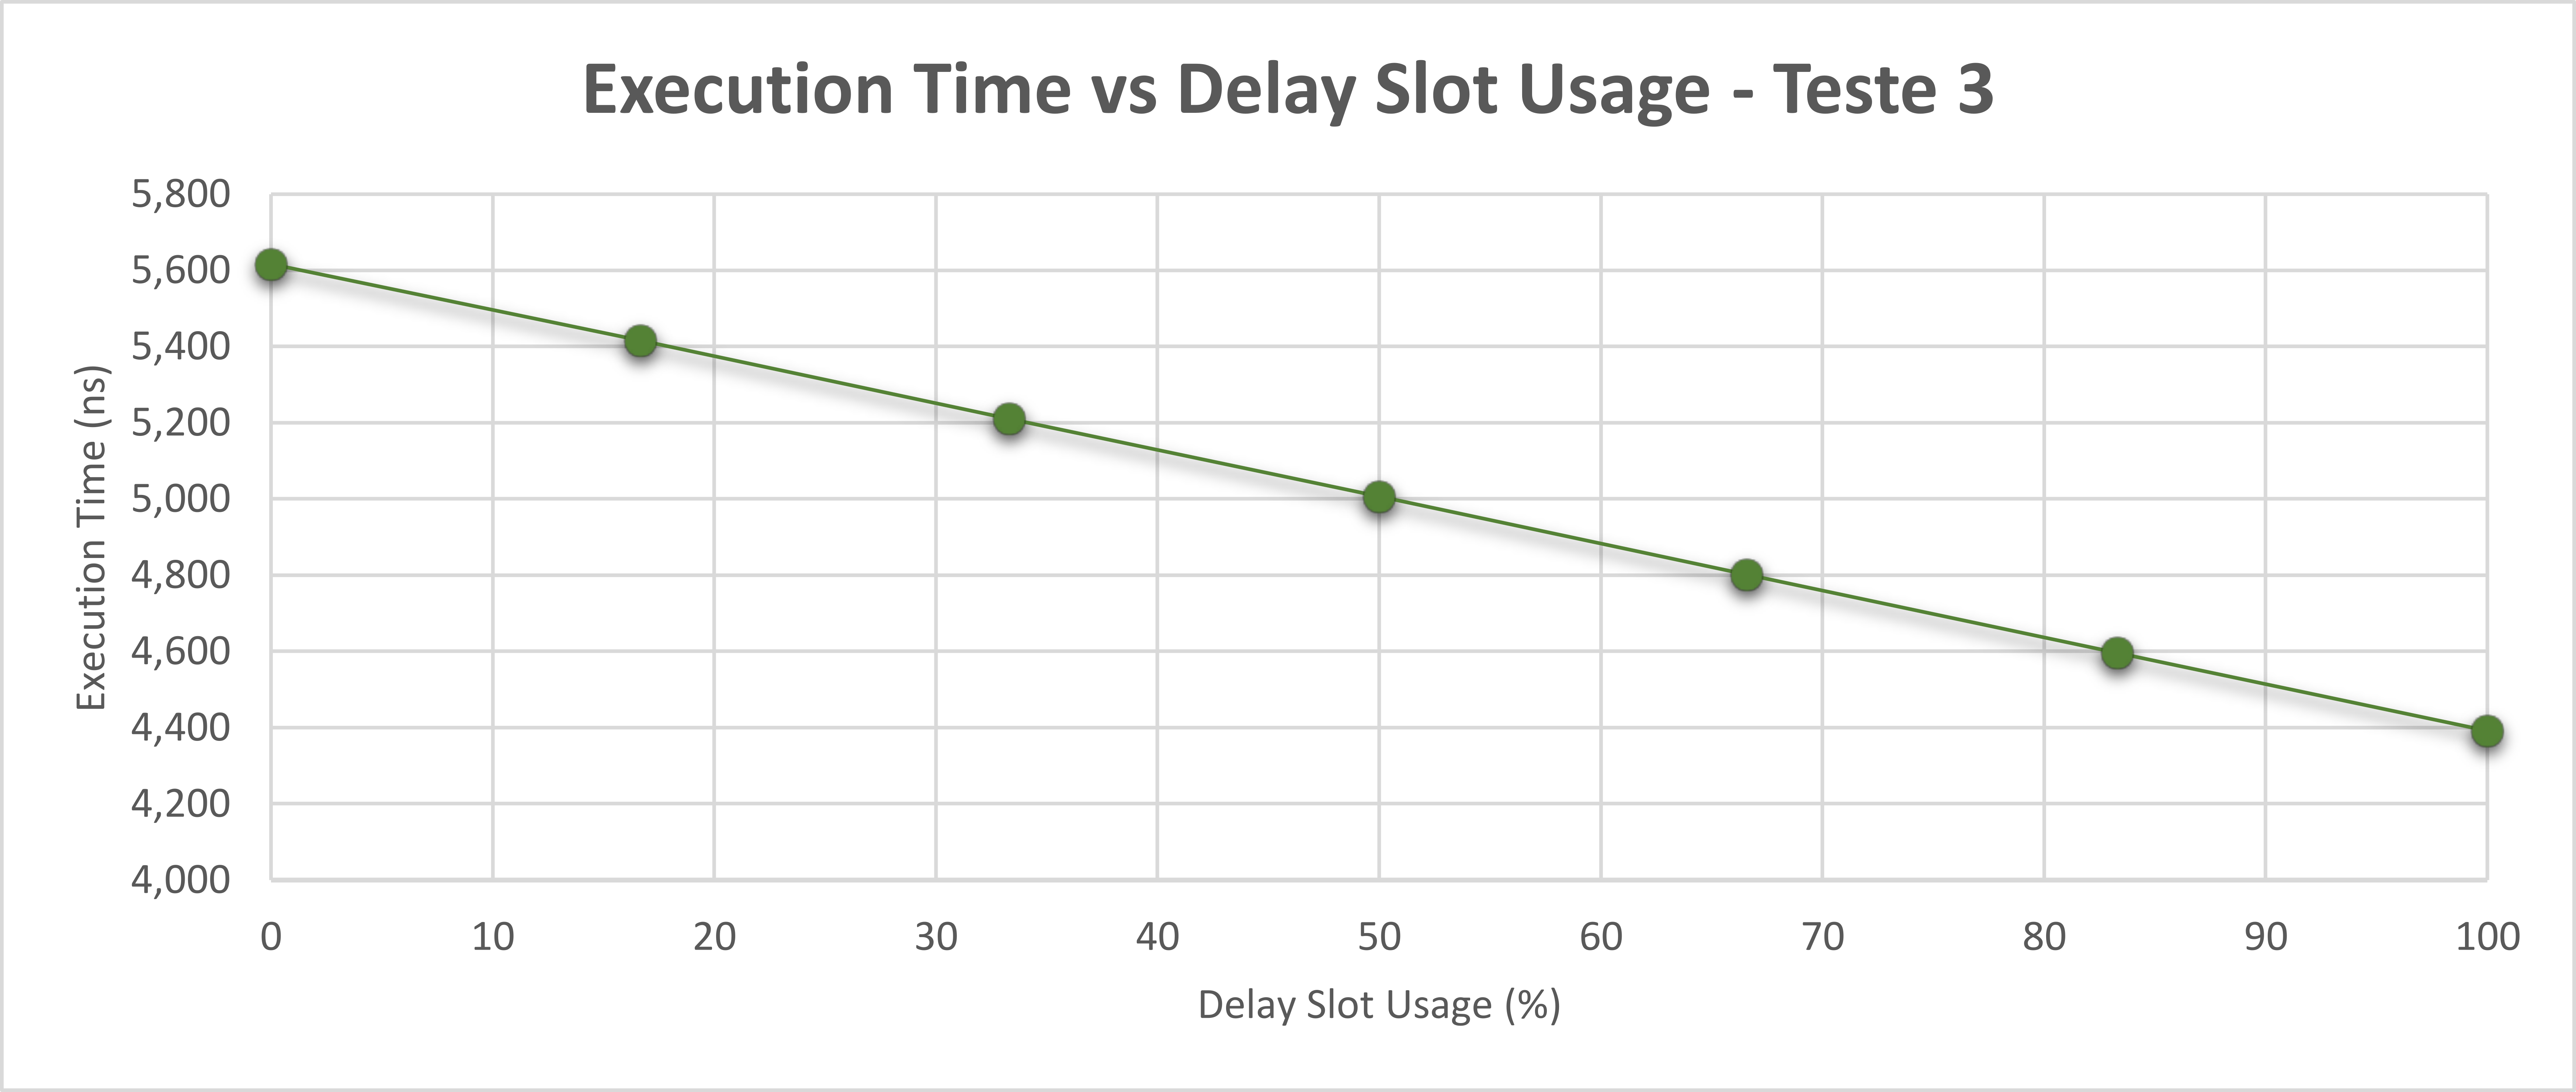 Execution Time vs Delay Slot Usage - Teste 3
Execution Time (ns)
5,800
5,600
5,400
5,200
5,000
4,800
4,600
4,400
4,200
4,000
0 10 20 30 40 50 60 70 80 90 100
Delay Slot Usage (%)